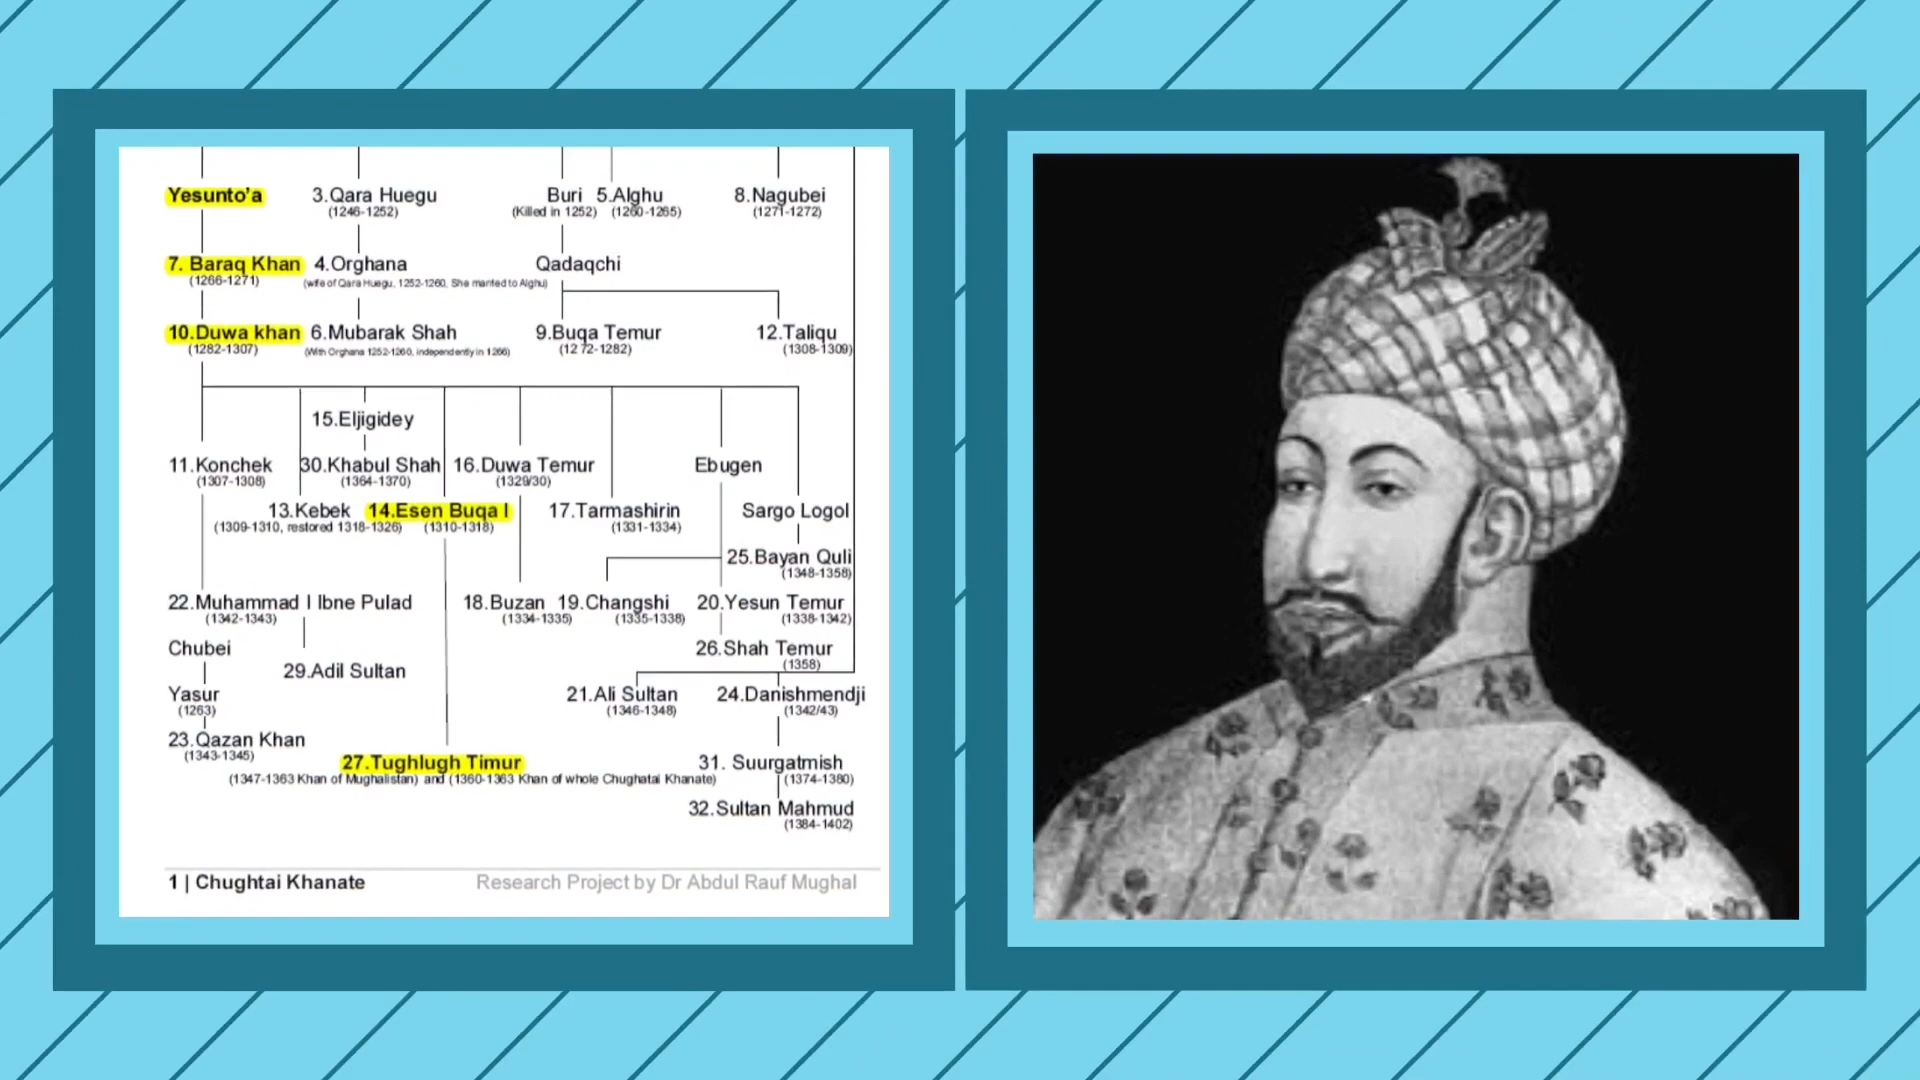 Yesunto'a 3.Qara Huegu Buri 5.Alghu 8.Nagubei
(1246-1252) (Killed in 1252) (1260-1265) (1271-1272)
7. Baraq Khan 4.Orghana Qadaqchi
(1266-1271) (wife of Qara Huegu, 1252-1260, She married to Alghu)
10.Duwa khan 6.Mubarak Shah 9.Buqa Temur 12.Taliqu
(1282-1307) (With Orghana 1252-1260, independently in 1266) (1272-1282) (1308-1309)
15.Eljigidey
11.Konchek 30.Khabul Shah 16.Duwa Temur Ebugen
(1307-1308) (1364-1370) (1329/30)
13.Kebek 14.Esen Buqa I 17.Tarmashirin Sargo Logol
(1309-1310, restored 1318-1326) (1310-1318) (1331-1334)
25.Bayan Quli
(1348-1358)
22.Muhammad I Ibne Pulad 18.Buzan 19.Changshi 20.Yesun Temur
(1342-1343) (1334-1335) (1335-1338) (1338-1342)
Chubei 26.Shah Temur
(1358)
29.Adil Sultan
Yasur 21.Ali Sultan 24.Danishmendji
(1263) (1346-1348) (1342/43)
23.Qazan Khan
(1343-1345)
27.Tughlugh Timur 31. Suurgatmish
(1347-1363 Khan of Mughalistan) and (1360-1363 Khan of whole Chughatai Khanate) (1374-1380)
32.Sultan Mahmud
(1384-1402)
1 | Chughtai Khanate Research Project by Dr Abdul Rauf Mughal